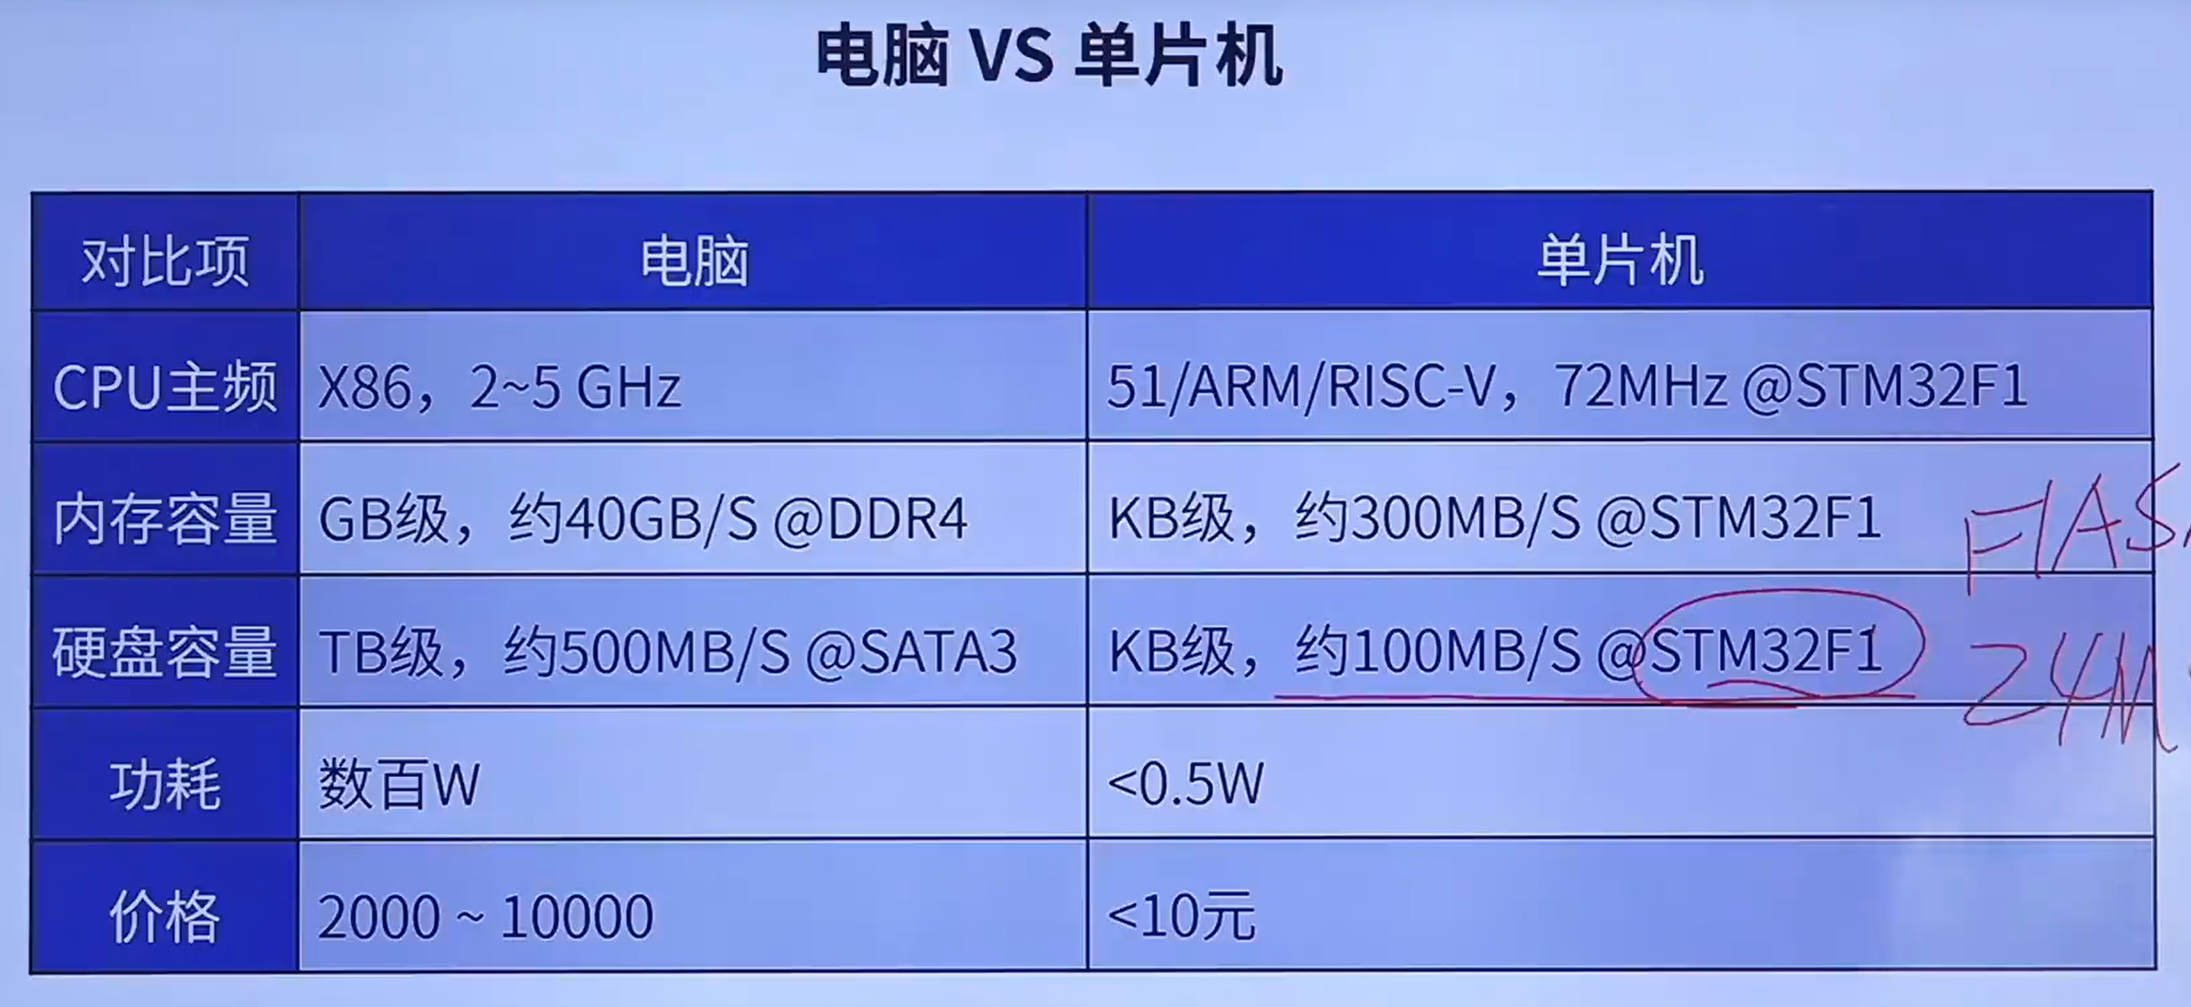 电脑 VS 单片机
对比项 电脑 单片机
CPU主频 X86，2~5 GHz 51/ARM/RISC-V，72MHz @STM32F1
内存容量 GB级，约40GB/S @DDR4 KB级，约300MB/S @STM32F1
FlAS
硬盘容量 TB级，约500MB/S @SATA3 KB级，约100MB/S @STM32F1
24M
功耗 数百W <0.5W
价格 2000 ~ 10000 <10元